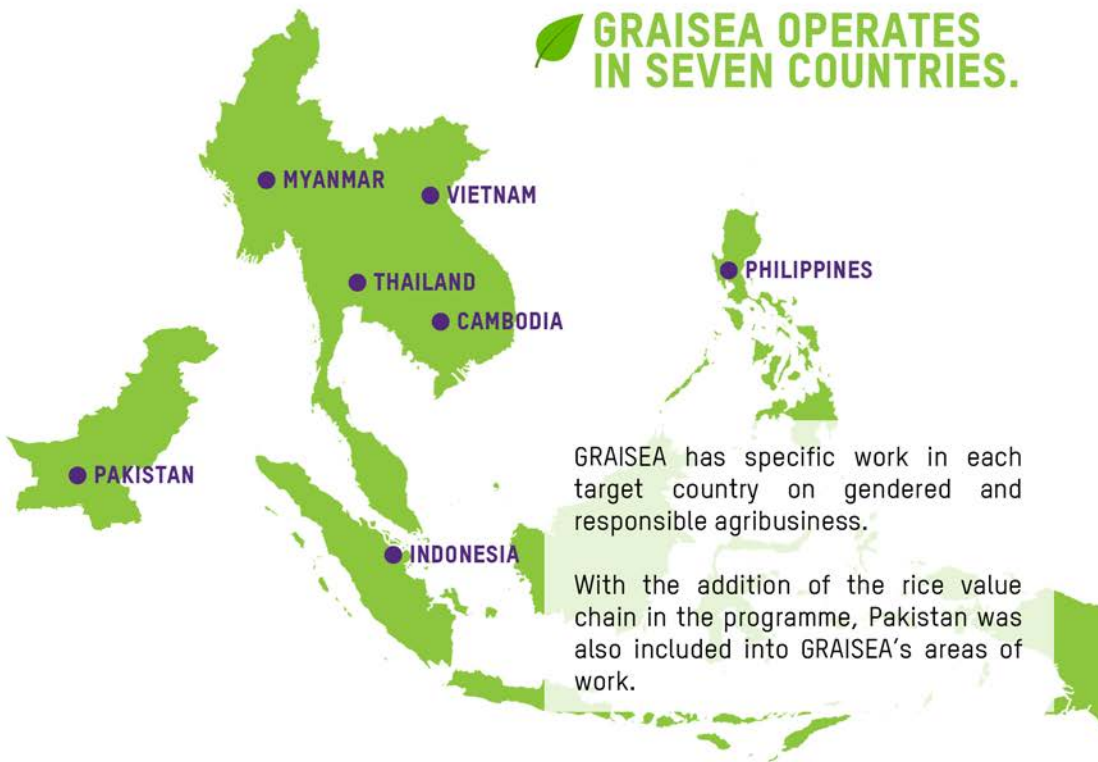 GRAISEA OPERATES
IN SEVEN COUNTRIES.
MYANMAR
VIETNAM
THAILAND
CAMBODIA
PHILIPPINES
PAKISTAN
INDONESIA
GRAISEA has specific work in each
target country on gendered and
responsible agribusiness.
With the addition of the rice value
chain in the programme, Pakistan was
also included into GRAISEA's areas of
work.